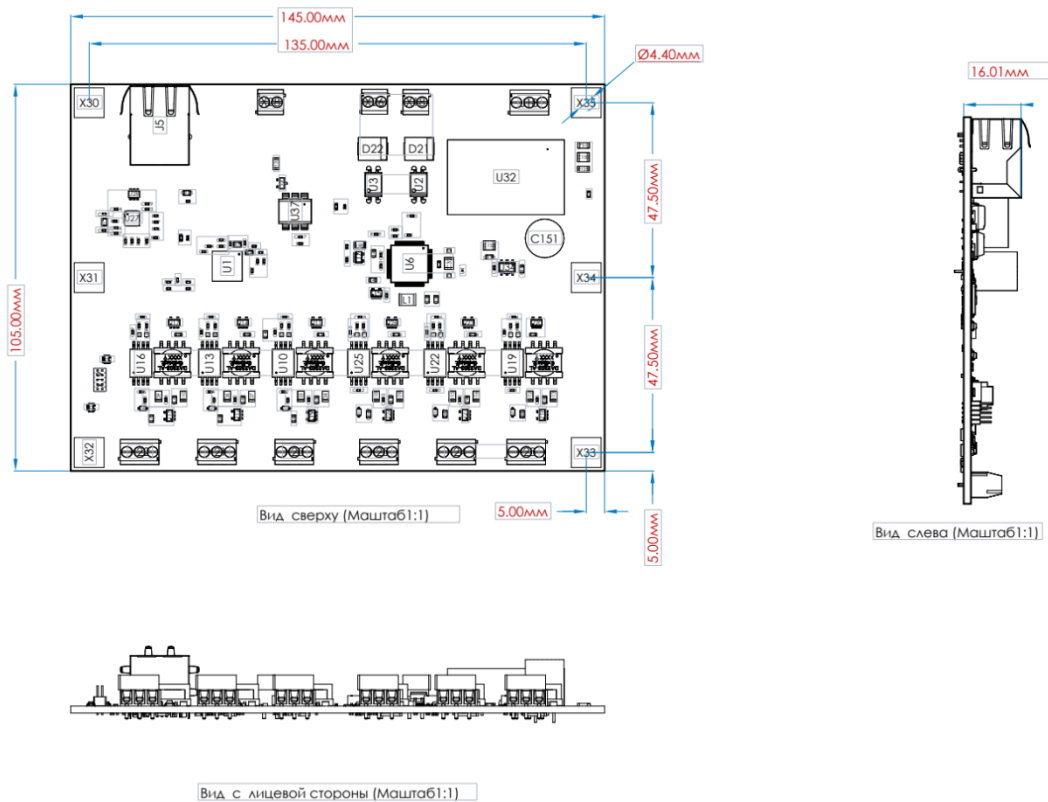 145.00мм
135.00мм
Ø4.40мм
16.01мм
X30
J5
X35
D22
D21
U3
U2
U32
47.50мм
U27
U37
C151
U1
U6
X31
X34
L1
105.00мм
47.50мм
U16
U13
U10
U25
U22
U19
X32
X33
Вид сверху (Маштаб1:1)
5.00мм
5.00мм
Вид слева (Маштаб1:1)
Вид с лицевой стороны (Маштаб1:1)